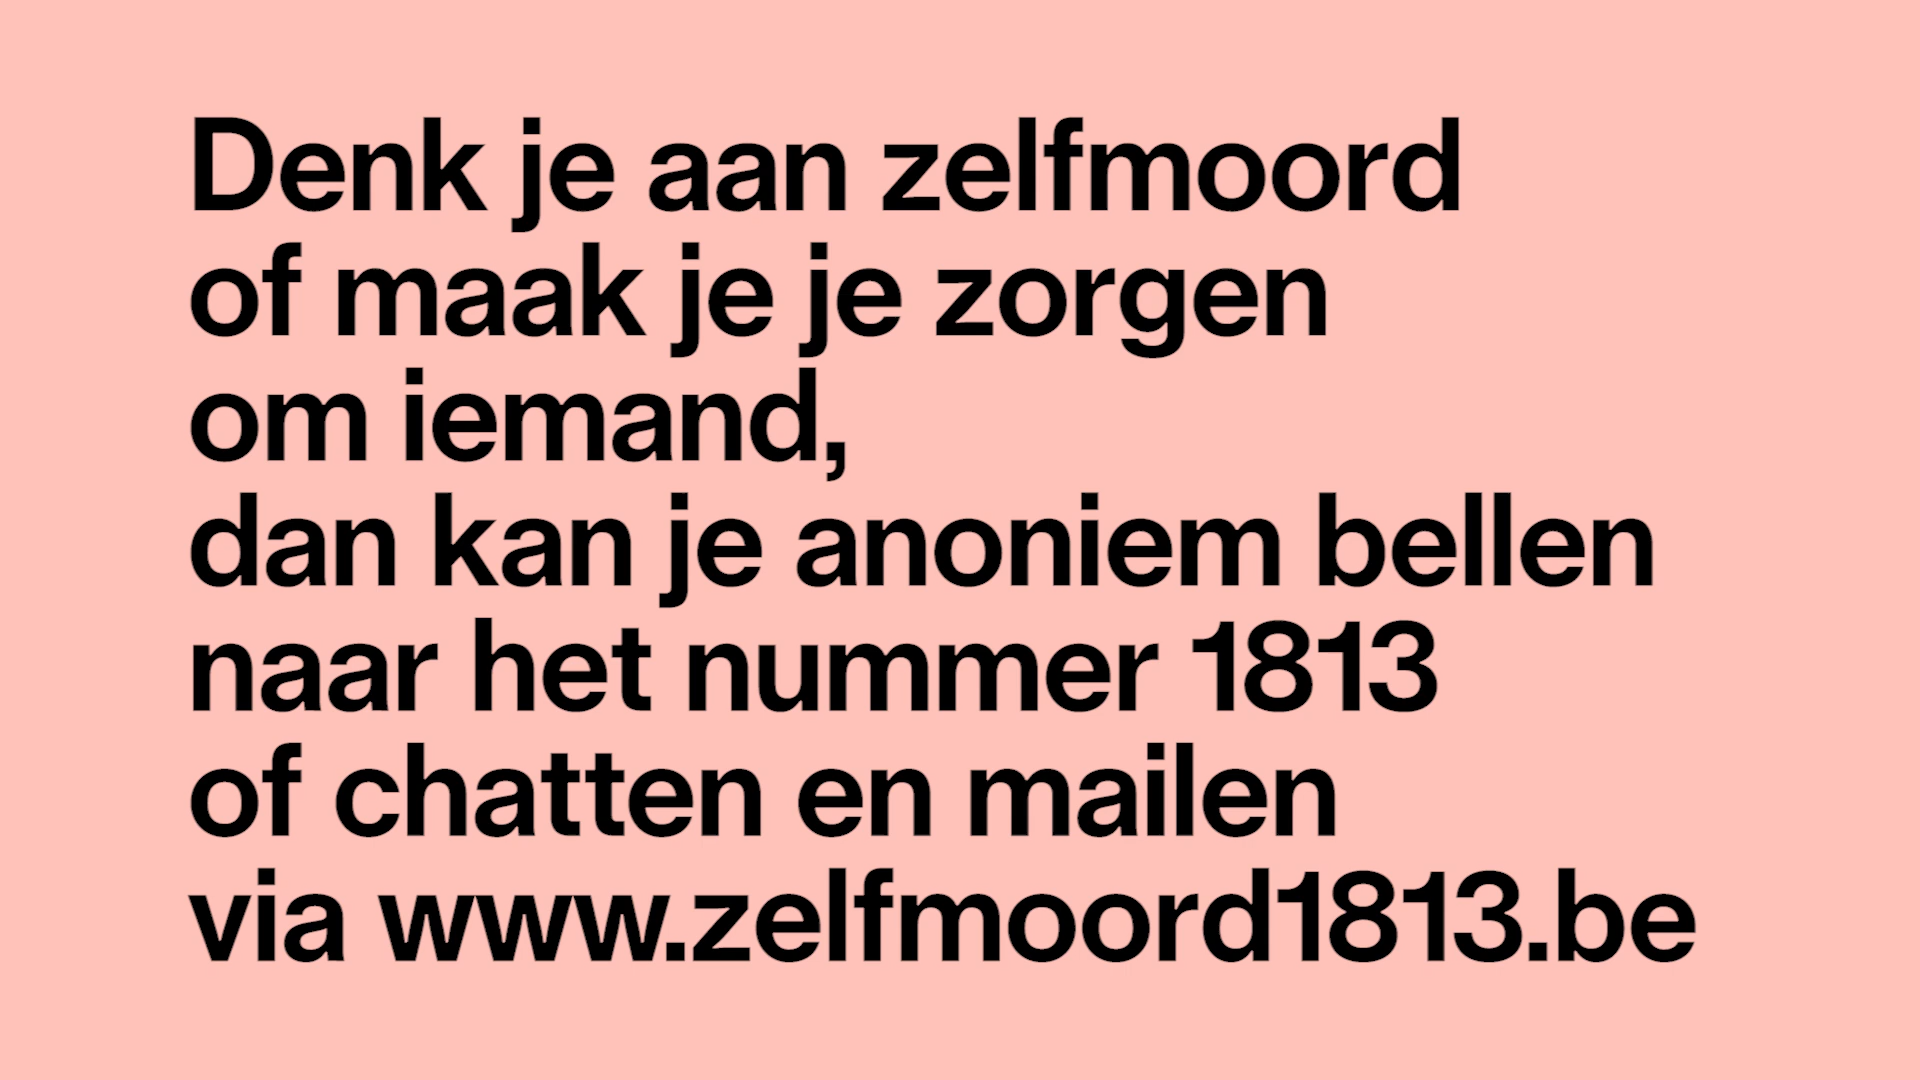 Denk je aan zelfmoord
of maak je je zorgen
om iemand,
dan kan je anoniem bellen
naar het nummer 1813
of chatten en mailen
via www.zelfmoord1813.be